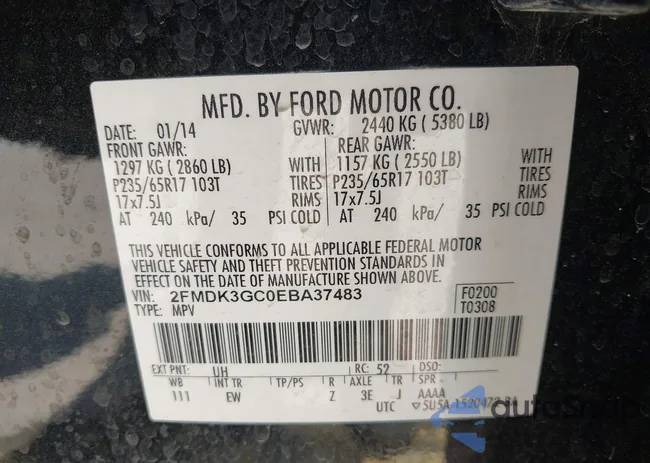 MFD. BY FORD MOTOR CO.
DATE: 01/14 GVWR: 2440 KG ( 5380 LB)
FRONT GAWR: REAR GAWR:
1297 KG ( 2860 LB) WITH 1157 KG ( 2550 LB) WITH
P235/65R17 103T TIRES P235/65R17 103T TIRES
17x7.5J RIMS 17x7.5J RIMS
AT 240 kPa/ 35 PSI COLD AT 240 kPa/ 35 PSI COLD
THIS VEHICLE CONFORMS TO ALL APPLICABLE FEDERAL MOTOR
VEHICLE SAFETY AND THEFT PREVENTION STANDARDS IN
EFFECT ON THE DATE OF MANUFACTURE SHOWN ABOVE.
VIN: 2FMDK3GC0EBA37483 F0200
TYPE: MPV T0308
EXT PNT: UH RC: 52 DSO:
WB INT TR TP/PS R AXLE TR SPR
111 EW Z 3E J AAAA
UTC